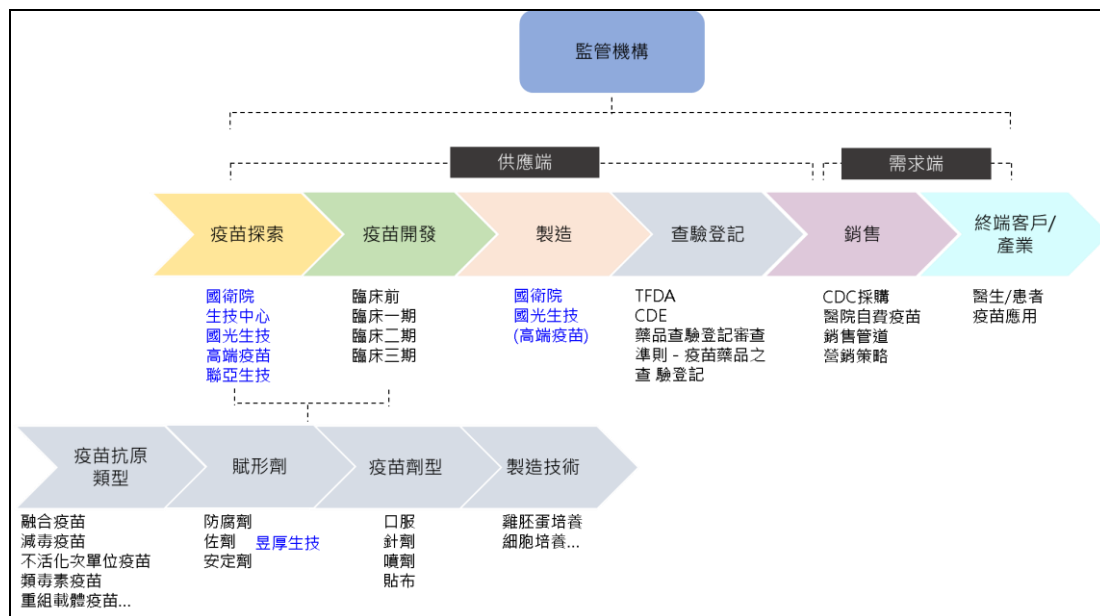 監管機構
供應端
需求端
疫苗探索
疫苗開發
製造
查驗登記
銷售
終端客戶/
產業
國衛院
生技中心
國光生技
高端疫苗
聯亞生技
臨床前
臨床一期
臨床二期
臨床三期
國衛院
國光生技
(高端疫苗)
TFDA
CDE
藥品查驗登記審查
準則 - 疫苗藥品之
查 驗登記
CDC採購
醫院自費疫苗
銷售管道
營銷策略
醫生/患者
疫苗應用
疫苗抗原
類型
賦形劑
疫苗劑型
製造技術
融合疫苗
減毒疫苗
不活化次單位疫苗
類毒素疫苗
重組載體疫苗...
防腐劑
佐劑
安定劑
昱厚生技
口服
針劑
噴劑
貼布
雞胚蛋培養
細胞培養...